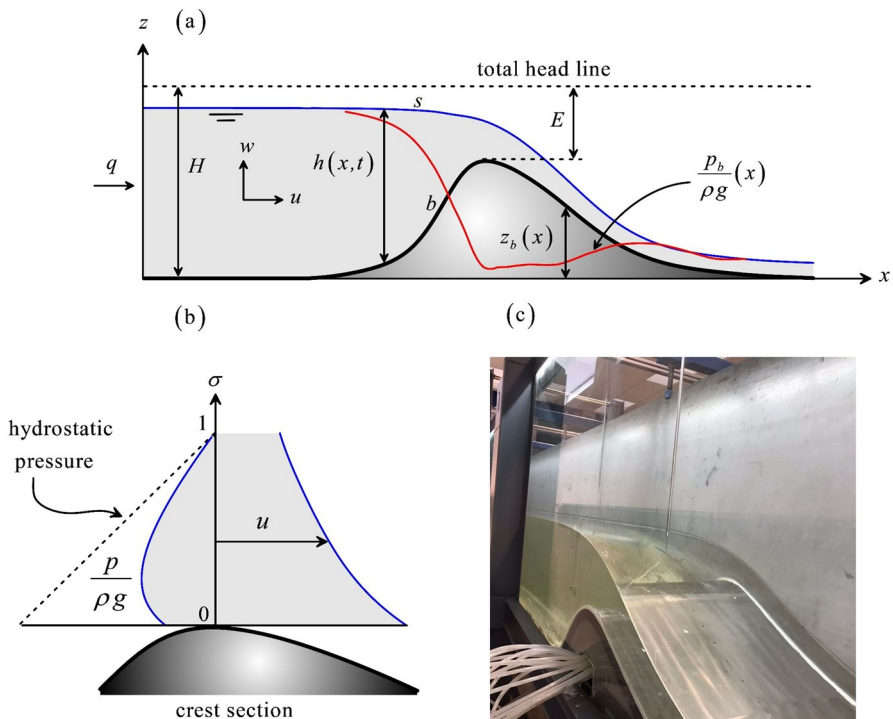 (a)
z
total head line
s
E
w
H
h(x,t)
q
u
b
p_b/ρg (x)
z_b(x)
x
(b)
(c)
σ
1
hydrostatic
pressure
u
p/ρg
0
crest section